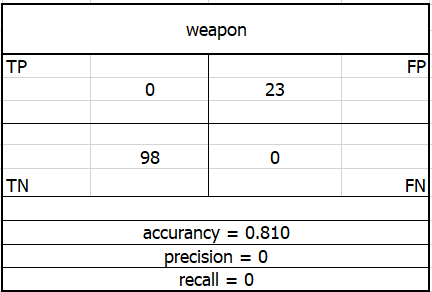 weapon
TP FP
0 23
98 0
TN FN
accurancy = 0.810
precision = 0
recall = 0